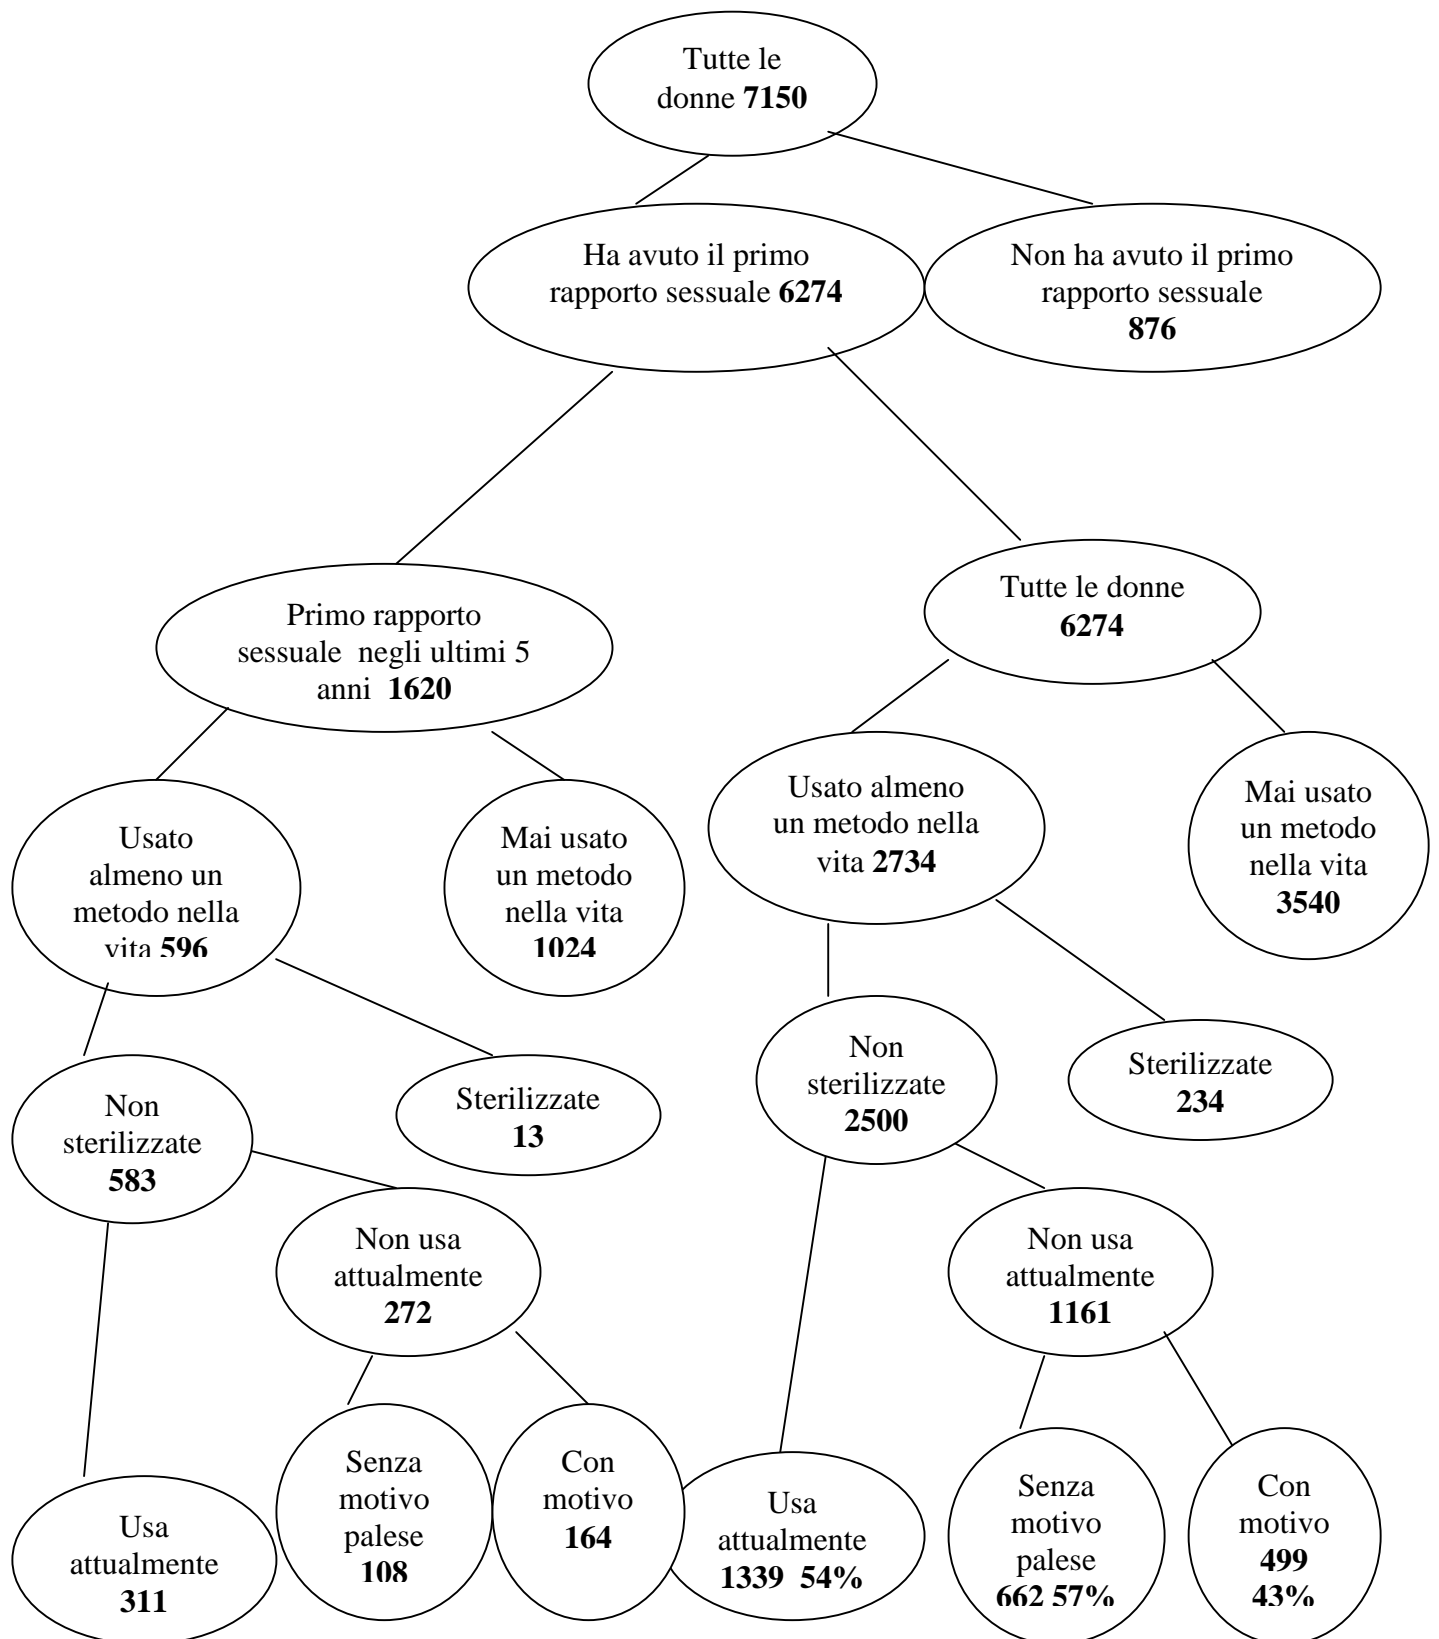 Tutte le
donne 7150
Ha avuto il primo
rapporto sessuale 6274
Non ha avuto il primo
rapporto sessuale
876
Primo rapporto
sessuale negli ultimi 5
anni 1620
Tutte le donne
6274
Usato
almeno un
metodo nella
vita 596
Mai usato
un metodo
nella vita
1024
Usato almeno
un metodo nella
vita 2734
Mai usato
un metodo
nella vita
3540
Non
sterilizzate
583
Sterilizzate
13
Non
sterilizzate
2500
Sterilizzate
234
Non usa
attualmente
272
Non usa
attualmente
1161
Usa
attualmente
311
Senza
motivo
palese
108
Con
motivo
164
Usa
attualmente
1339 54%
Senza
motivo
palese
662 57%
Con
motivo
499
43%